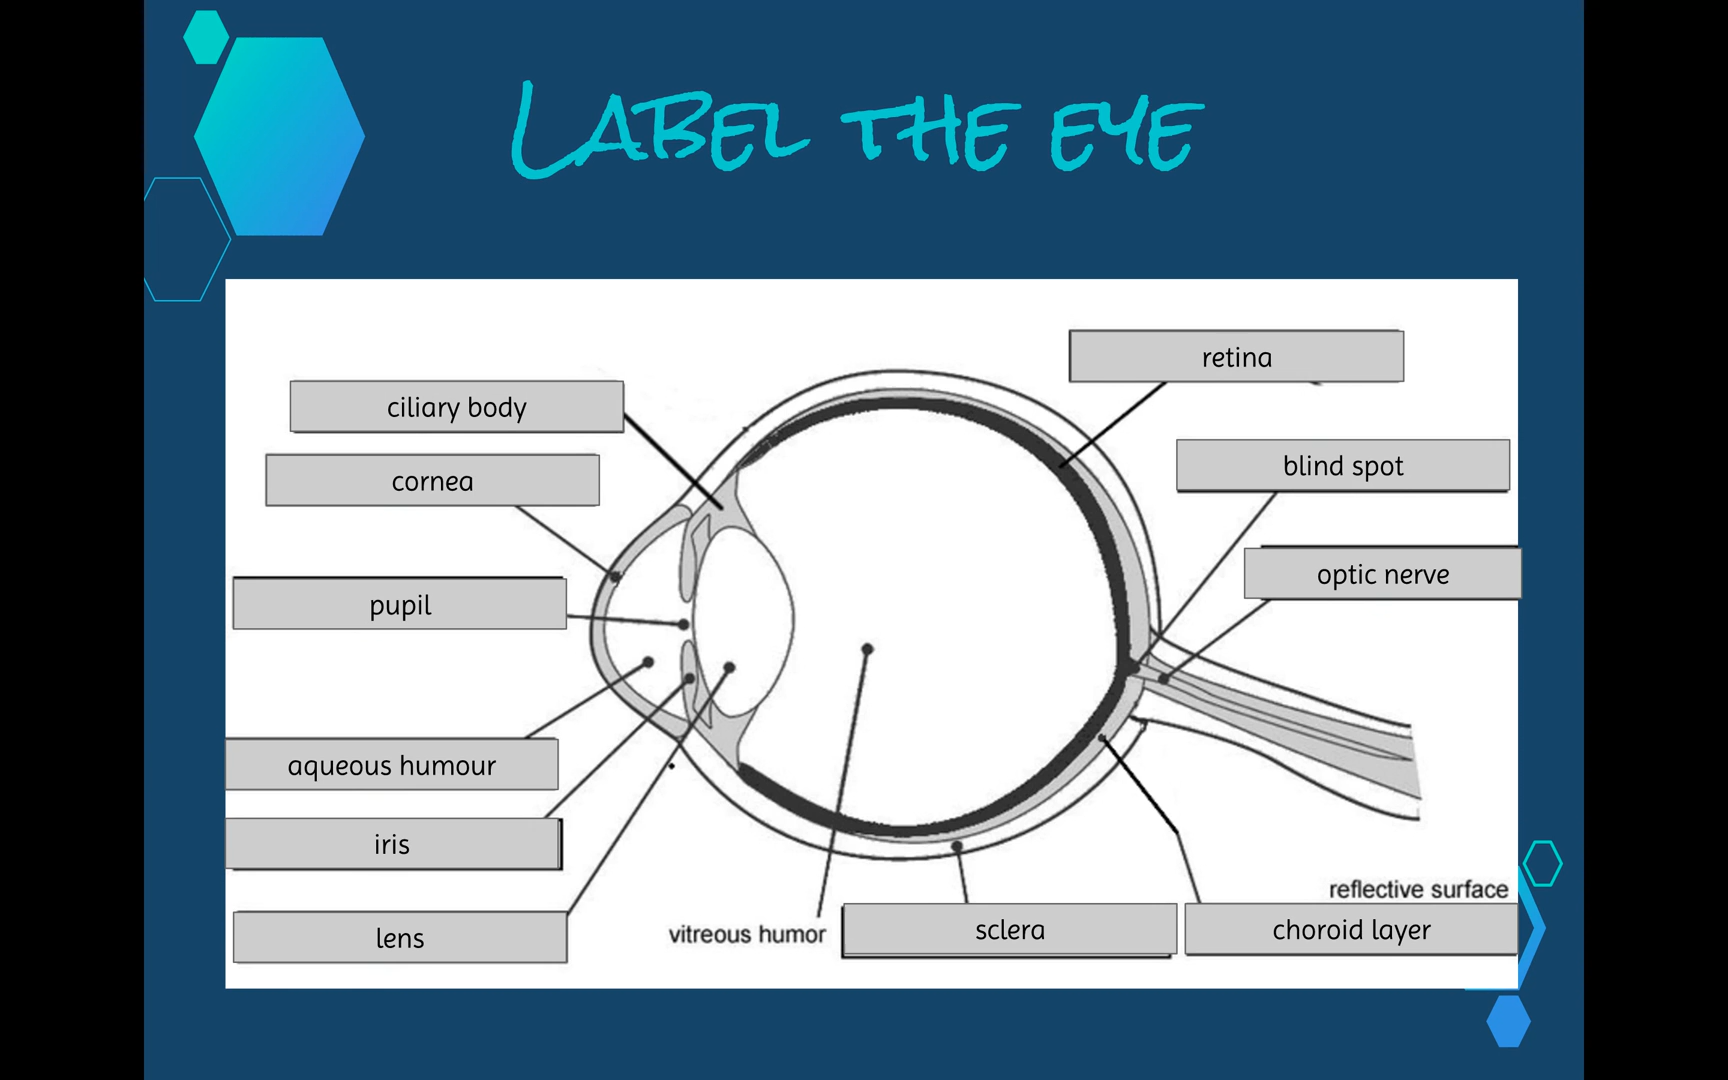 LABEL THE EYE
retina
ciliary body
blind spot
cornea
optic nerve
pupil
aqueous humour
iris
reflective surface
lens
vitreous humor
sclera
choroid layer